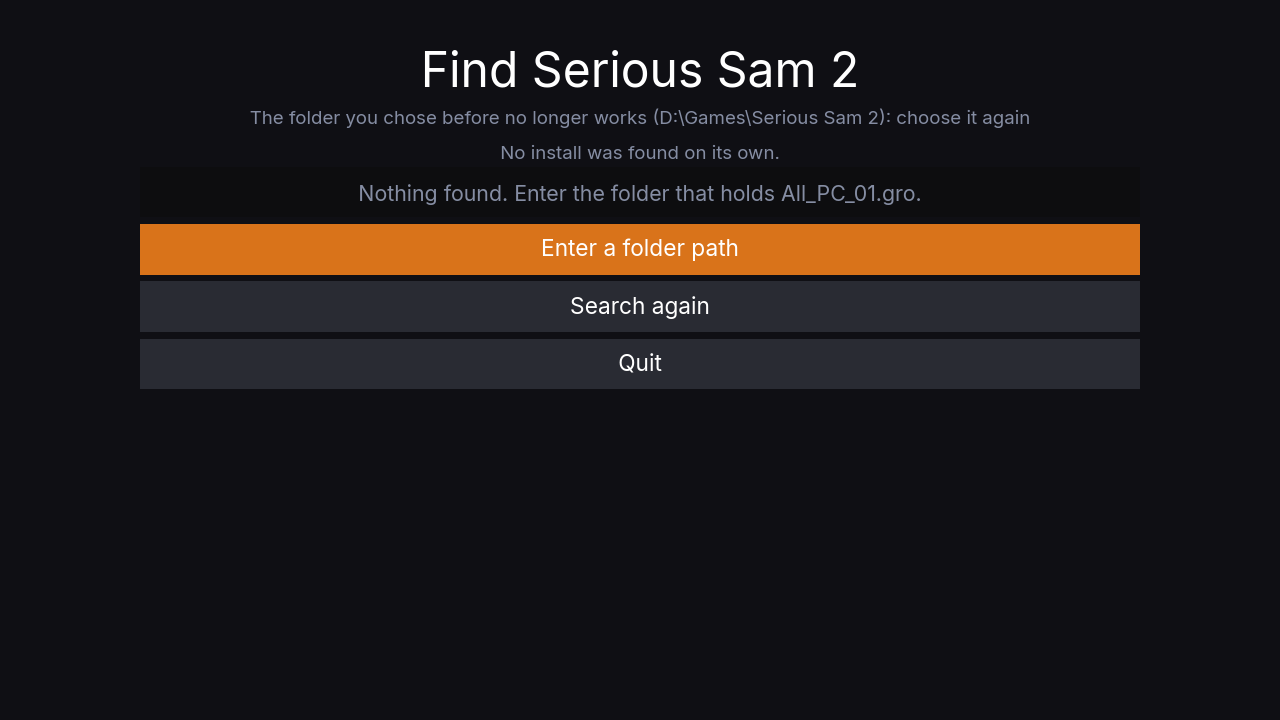 Find Serious Sam 2
The folder you chose before no longer works (D:\Games\Serious Sam 2): choose it again
No install was found on its own.
Nothing found. Enter the folder that holds All_PC_01.gro.
Enter a folder path
Search again
Quit